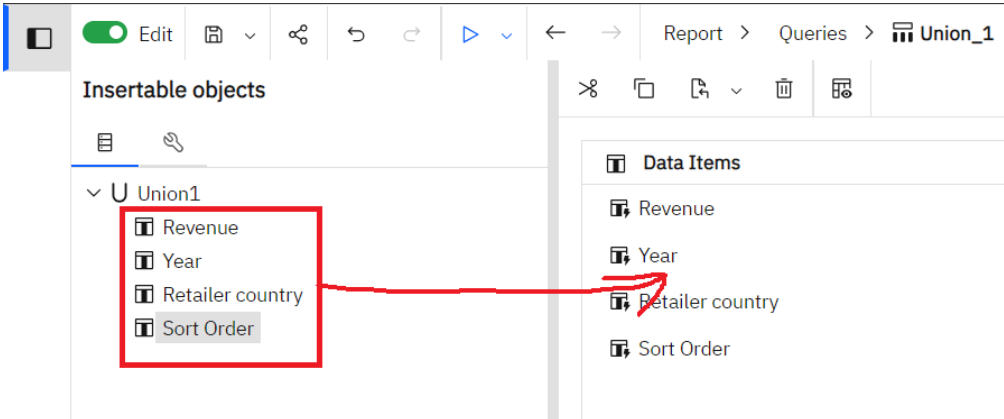 Edit
Report > Queries > Union_1
Insertable objects
Union1
Revenue
Year
Retailer country
Sort Order
Data Items
Revenue
Year
Retailer country
Sort Order